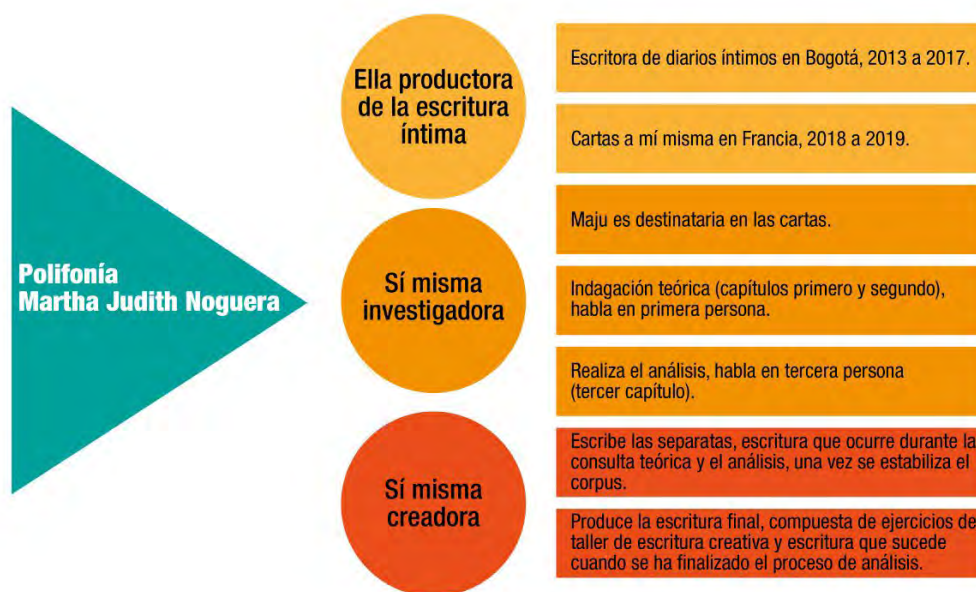 Polifonía
Martha Judith Noguera
Ella productora
de la escritura
íntima
Escritora de diarios íntimos en Bogotá, 2013 a 2017.
Cartas a mí misma en Francia, 2018 a 2019.
Sí misma
investigadora
Maju es destinataria en las cartas.
Indagación teórica (capítulos primero y segundo),
habla en primera persona.
Realiza el análisis, habla en tercera persona
(tercer capítulo).
Sí misma
creadora
Escribe las separatas, escritura que ocurre durante la
consulta teórica y el análisis, una vez se estabiliza el
corpus.
Produce la escritura final, compuesta de ejercicios de
taller de escritura creativa y escritura que sucede
cuando se ha finalizado el proceso de análisis.